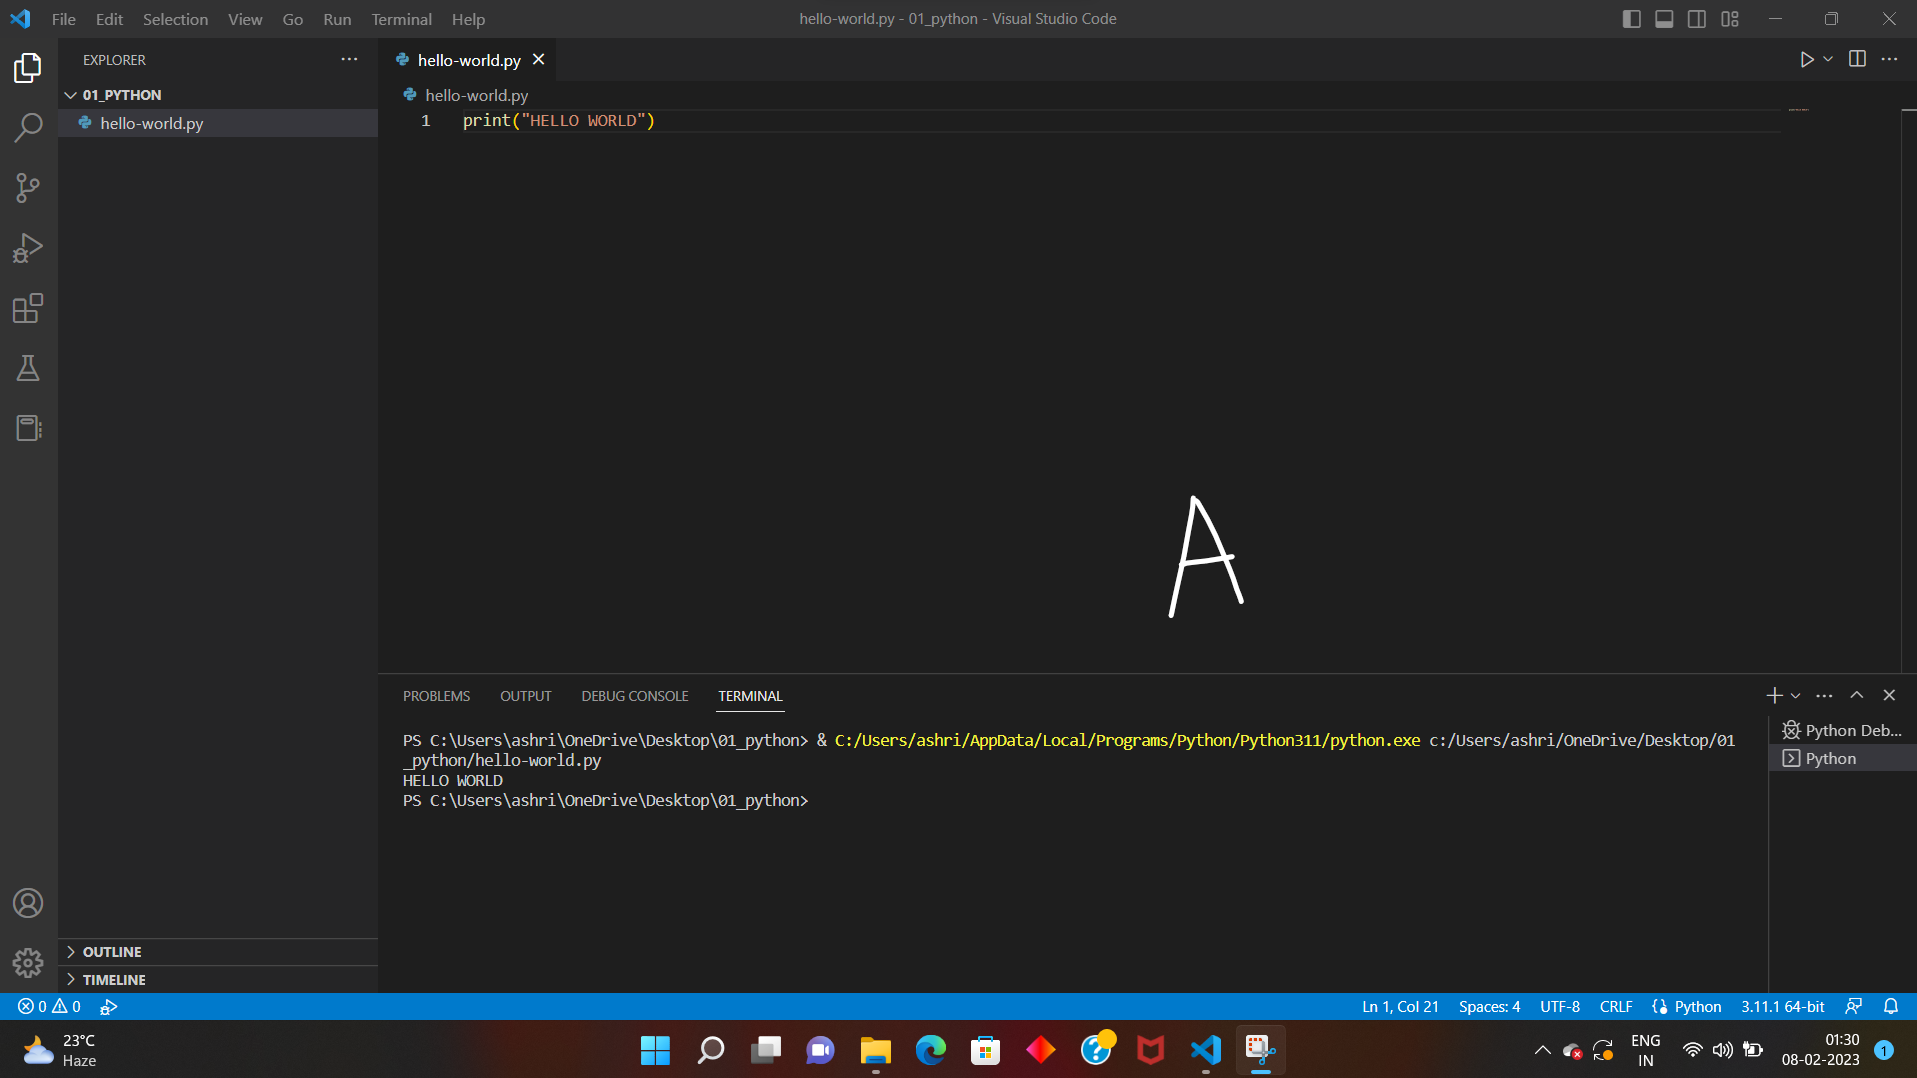 File Edit Selection View Go Run Terminal Help
hello-world.py - 01_python - Visual Studio Code
EXPLORER
01_PYTHON
hello-world.py
OUTLINE
TIMELINE
hello-world.py
hello-world.py
1 print("HELLO WORLD")
A
PROBLEMS OUTPUT DEBUG CONSOLE TERMINAL
PS C:\Users\ashri\OneDrive\Desktop\01_python> & C:/Users/ashri/AppData/Local/Programs/Python/Python311/python.exe c:/Users/ashri/OneDrive/Desktop/01
_python/hello-world.py
HELLO WORLD
PS C:\Users\ashri\OneDrive\Desktop\01_python>
Python Deb...
Python
0 0
Ln 1, Col 21 Spaces: 4 UTF-8 CRLF Python 3.11.1 64-bit
23°C
Haze
ENG
IN
01:30
08-02-2023
1